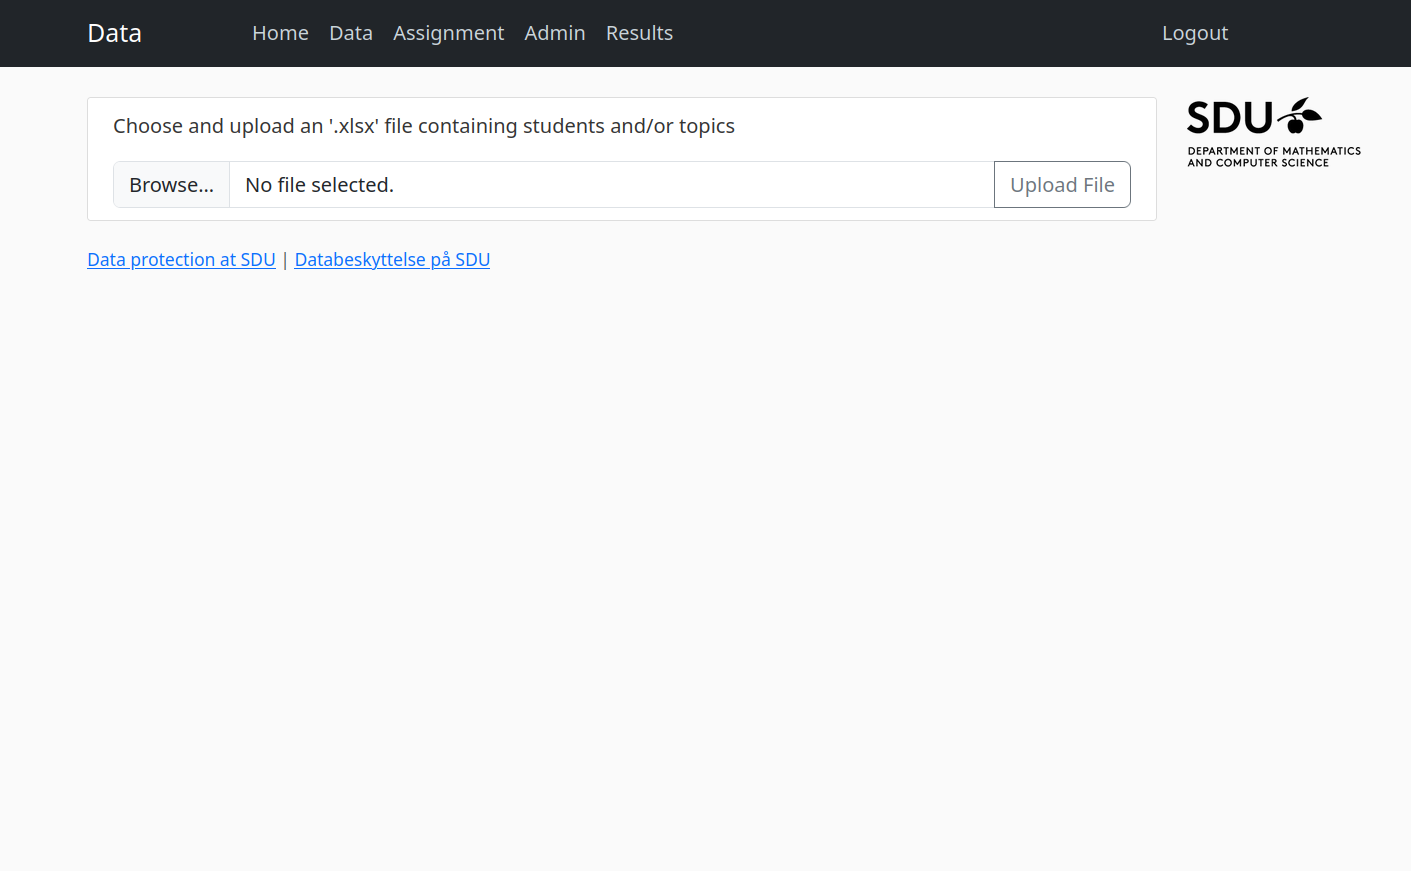 Data Home Data Assignment Admin Results Logout
Choose and upload an '.xlsx' file containing students and/or topics
Browse... No file selected. Upload File
SDU
DEPARTMENT OF MATHEMATICS
AND COMPUTER SCIENCE
Data protection at SDU | Databeskyttelse på SDU